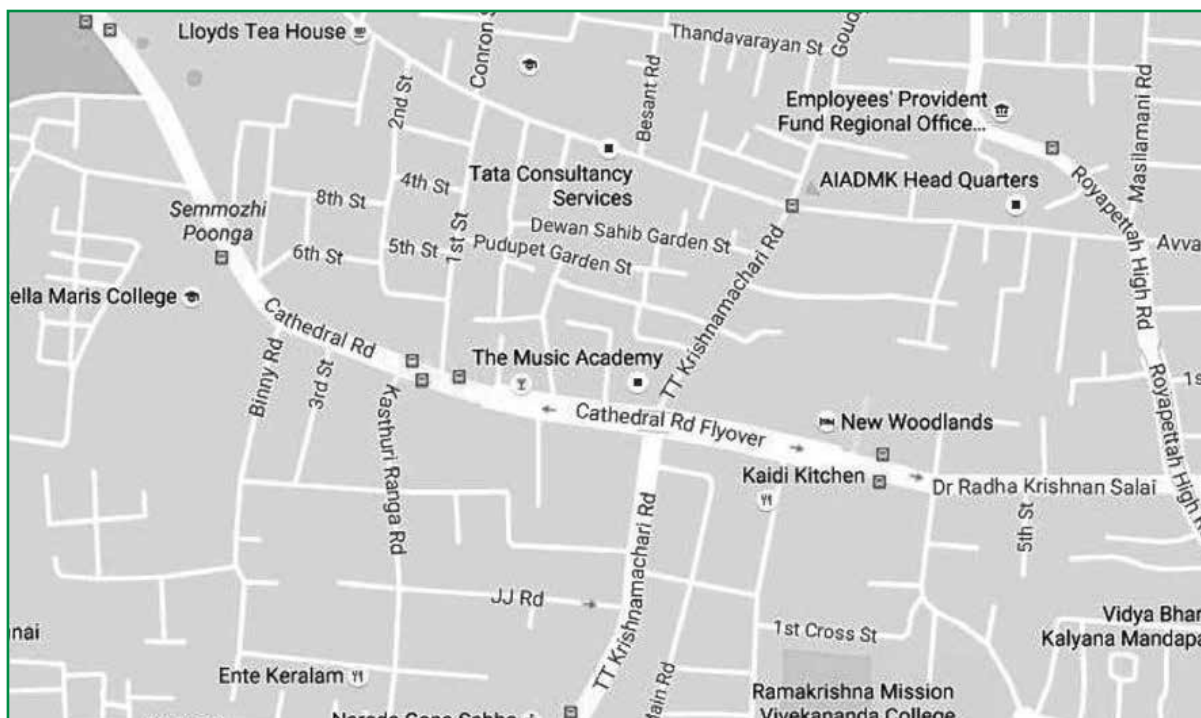 Lloyds Tea House
Conron S
Thandavarayan St
Goud
2nd St
Besant Rd
Employees' Provident
Fund Regional Office...
Masilamani Rd
Tata Consultancy
Services
AIADMK Head Quarters
Royapettah High Rd
8th St
4th St
1st St
Semmozhi
Poonga
Dewan Sahib Garden St
Pudupet Garden St
5th St
6th St
Avva
TT Krishnamachari Rd
ella Maris College
Cathedral Rd
Binny Rd
3rd St
Kasthuri Ranga Rd
The Music Academy
Royapettah High R
1s
Cathedral Rd Flyover
New Woodlands
Kaidi Kitchen
Dr Radha Krishnan Salai
5th St
TT Krishnamachari Rd
JJ Rd
1st Cross St
Vidya Bhar
Kalyana Mandapa
nai
Ente Keralam
Main Rd
Ramakrishna Mission
Vivekananda College